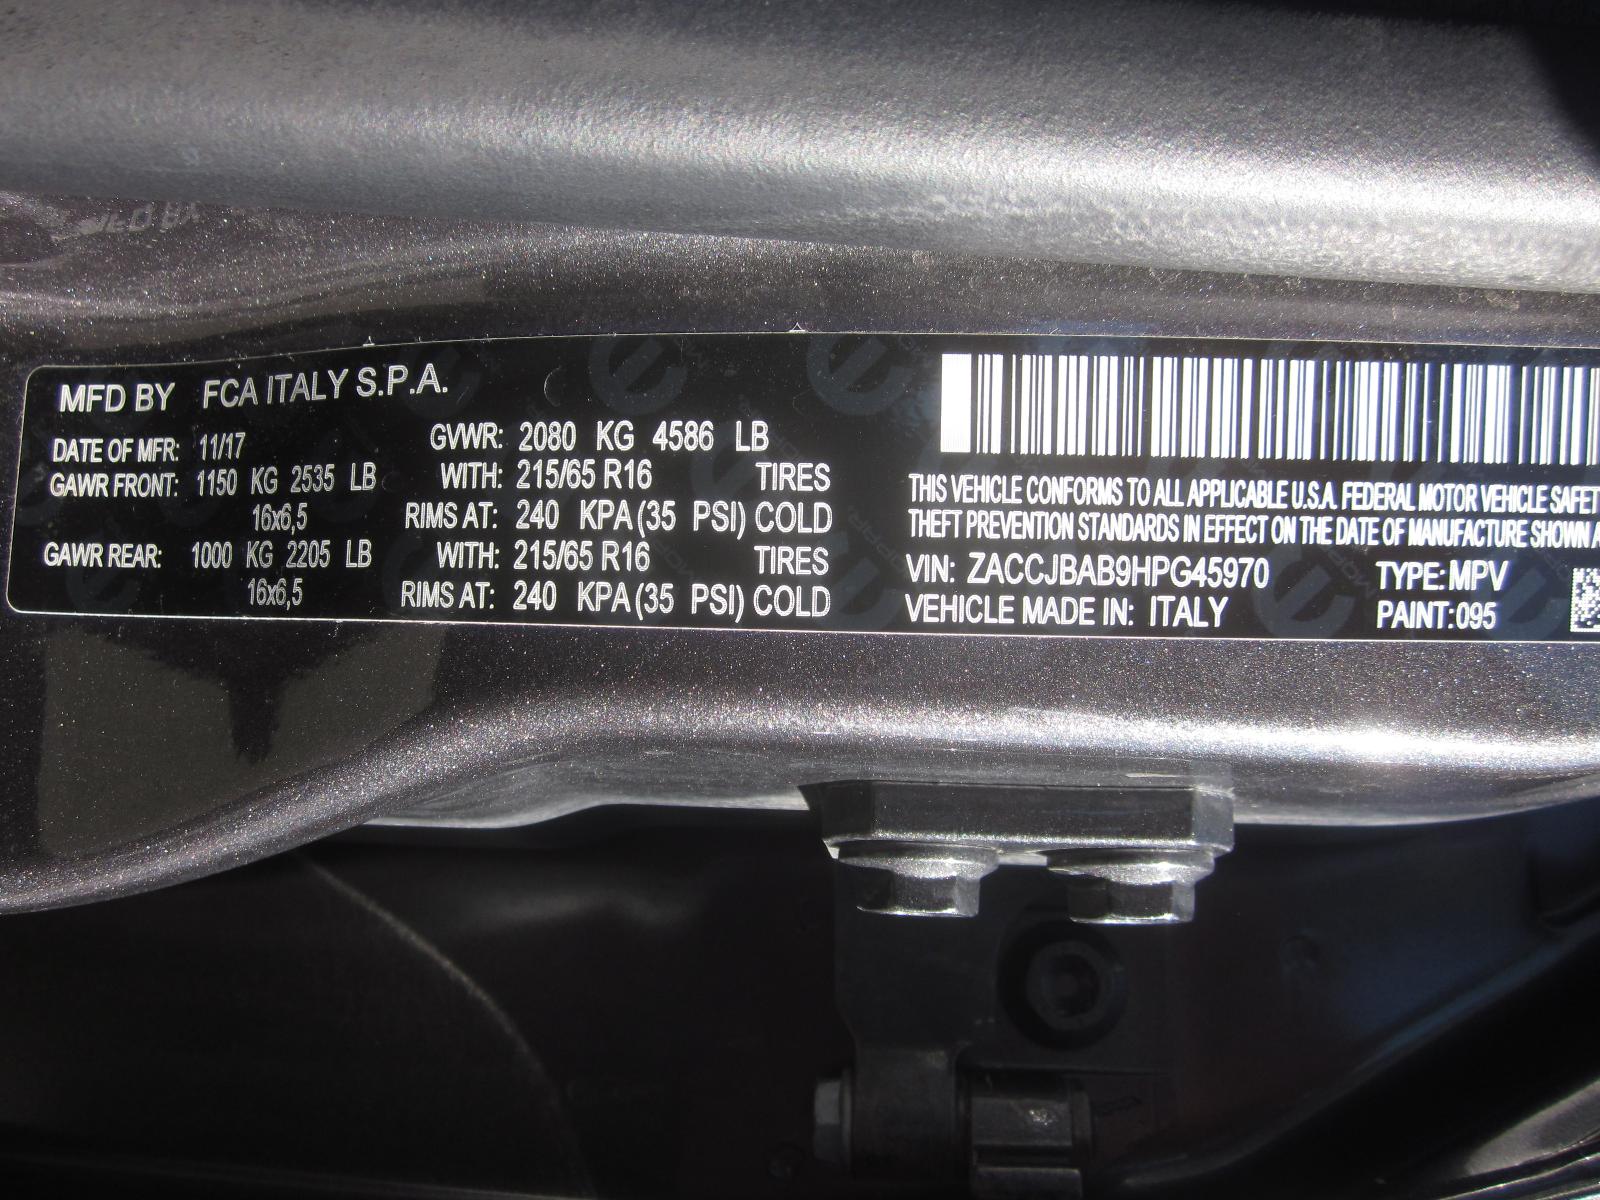 MFD BY FCA ITALY S.P.A.
DATE OF MFR: 11/17 GVWR: 2080 KG 4586 LB
GAWR FRONT: 1150 KG 2535 LB WITH: 215/65 R16 TIRES
16x6,5 RIMS AT: 240 KPA (35 PSI) COLD
GAWR REAR: 1000 KG 2205 LB WITH: 215/65 R16 TIRES
16x6,5 RIMS AT: 240 KPA (35 PSI) COLD
THIS VEHICLE CONFORMS TO ALL APPLICABLE U.S.A. FEDERAL MOTOR VEHICLE SAFET
THEFT PREVENTION STANDARDS IN EFFECT ON THE DATE OF MANUFACTURE SHOWN A
VIN: ZACCJBAB9HPG45970 TYPE: MPV
VEHICLE MADE IN: ITALY PAINT: 095